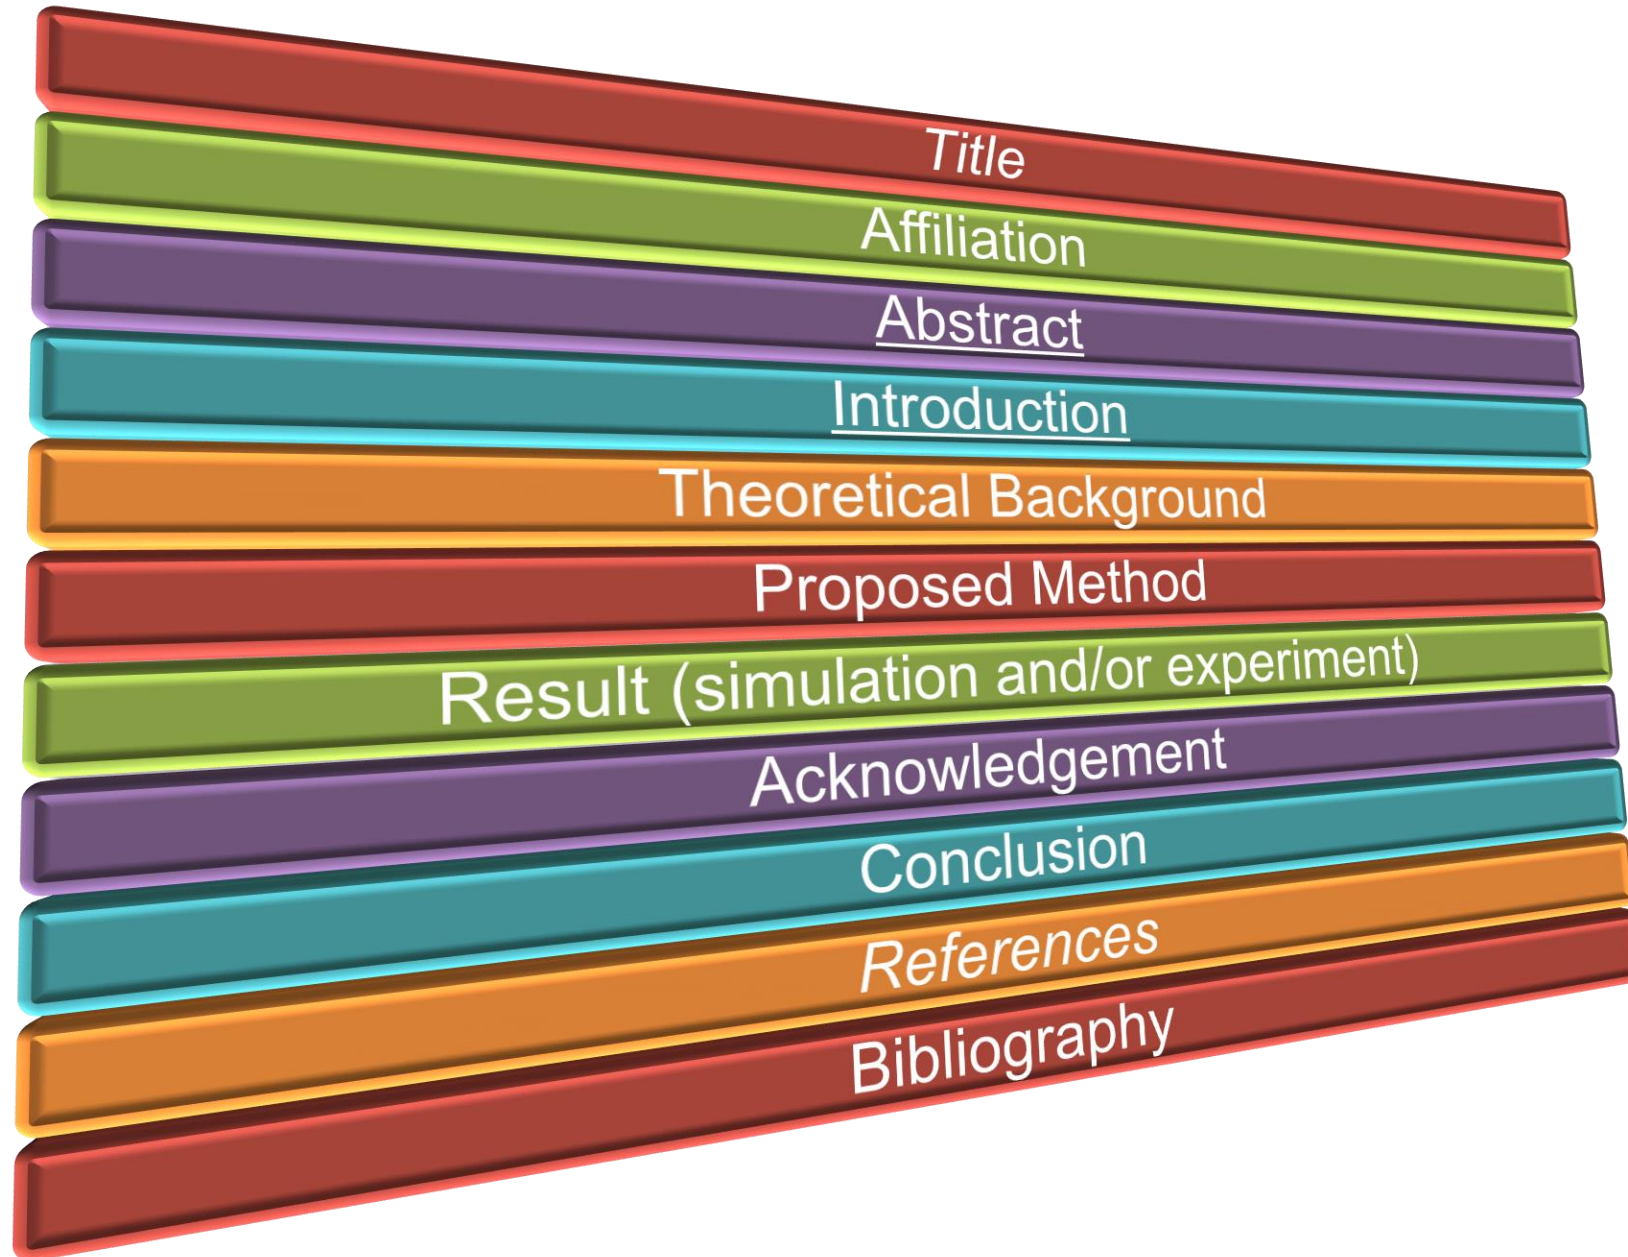 Title
Affiliation
Abstract
Introduction
Theoretical Background
Proposed Method
Result (simulation and/or experiment)
Acknowledgement
Conclusion
References
Bibliography